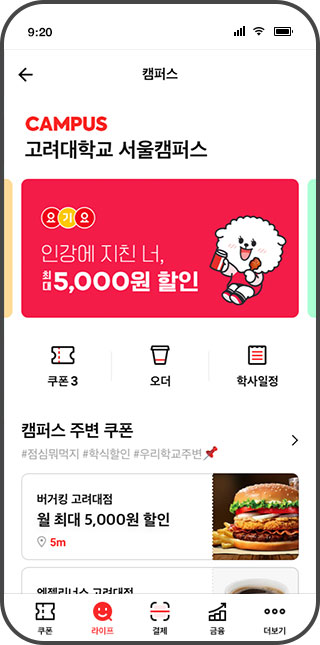 9:20
캠퍼스
CAMPUS
고려대학교 서울캠퍼스
요기요
인강에 지친 너,
최대 5,000원 할인
쿠폰 3
오더
학사일정
캠퍼스 주변 쿠폰
#점심뭐먹지 #학식할인 #우리학교주변
버거킹 고려대점
월 최대 5,000원 할인
5m
엔젤리너스 고려대점
쿠폰
라이프
결제
금융
더보기